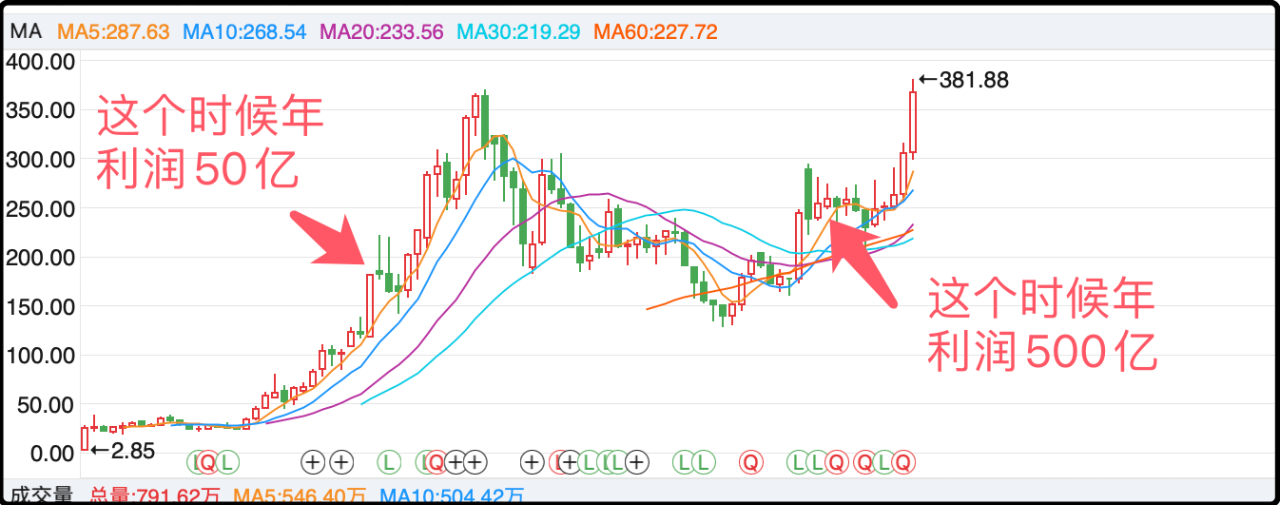 MA MA5:287.63 MA10:268.54 MA20:233.56 MA30:219.29 MA60:227.72
400.00
350.00
300.00
250.00
200.00
150.00
100.00
50.00
0.00
这个时候年
利润50亿
←381.88
这个时候年
利润500亿
←2.85
L Q L + + L L Q + + + L + L L L + L L Q L L Q Q L Q
成交量 总量:791.62万 MA5:546.40万 MA10:504.42万